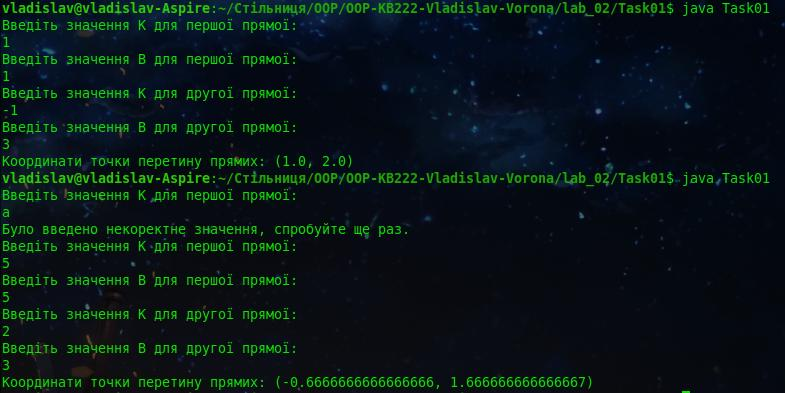 vladislav@vladislav-Aspire:~/Стільниця/OOP/OOP-KB222-Vladislav-Vorona/lab_02/Task01$ java Task01
Введіть значення К для першої прямої:
1
Введіть значення В для першої прямої:
1
Введіть значення К для другої прямої:
-1
Введіть значення В для другої прямої:
3
Координати точки перетину прямих: (1.0, 2.0)
vladislav@vladislav-Aspire:~/Стільниця/OOP/OOP-KB222-Vladislav-Vorona/lab_02/Task01$ java Task01
Введіть значення К для першої прямої:
a
Було введено некоректне значення, спробуйте ще раз.
Введіть значення К для першої прямої:
5
Введіть значення В для першої прямої:
5
Введіть значення К для другої прямої:
2
Введіть значення В для другої прямої:
3
Координати точки перетину прямих: (-0.6666666666666666, 1.666666666666667)